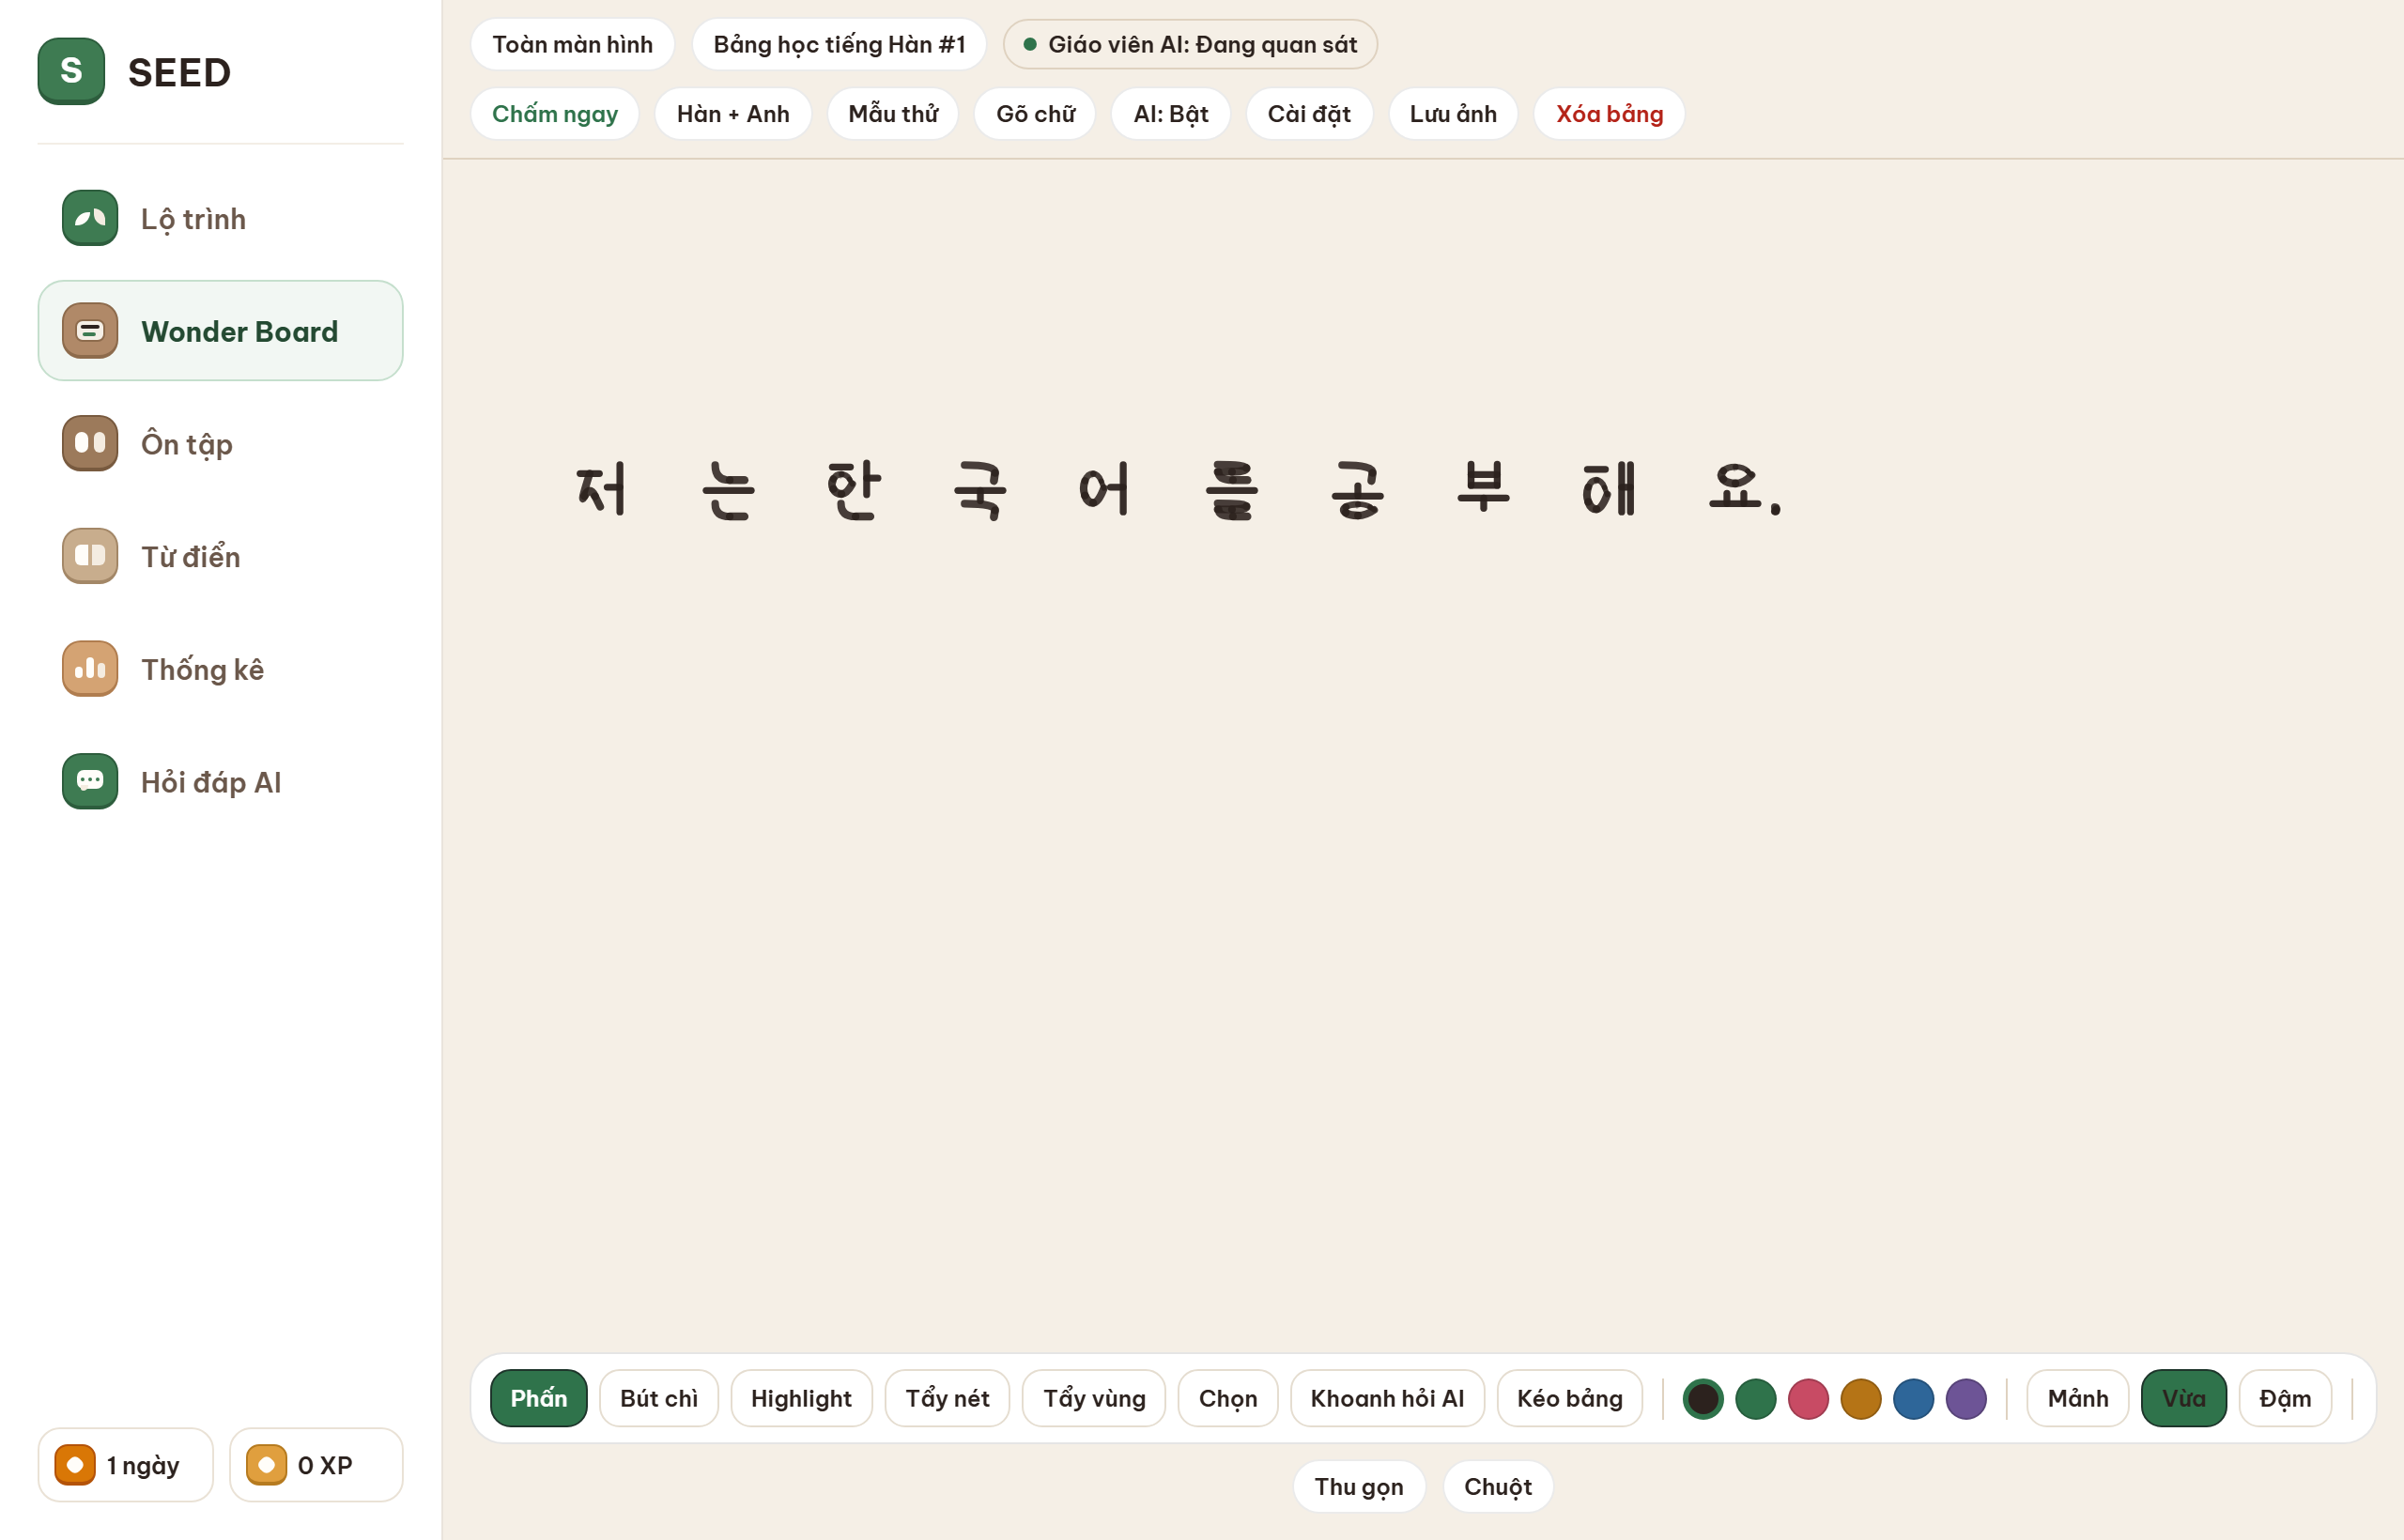 S SEED
Toàn màn hình Bảng học tiếng Hàn #1 Giáo viên AI: Đang quan sát
Chấm ngay Hàn + Anh Mẫu thử Gõ chữ AI: Bật Cài đặt Lưu ảnh Xóa bảng
Lộ trình
Wonder Board
Ôn tập
Từ điển
Thống kê
Hỏi đáp AI
저 는 한 국 어 를 공 부 해 요.
Phấn Bút chì Highlight Tẩy nét Tẩy vùng Chọn Khoanh hỏi AI Kéo bảng Mảnh Vừa Đậm
1 ngày 0 XP
Thu gọn Chuột